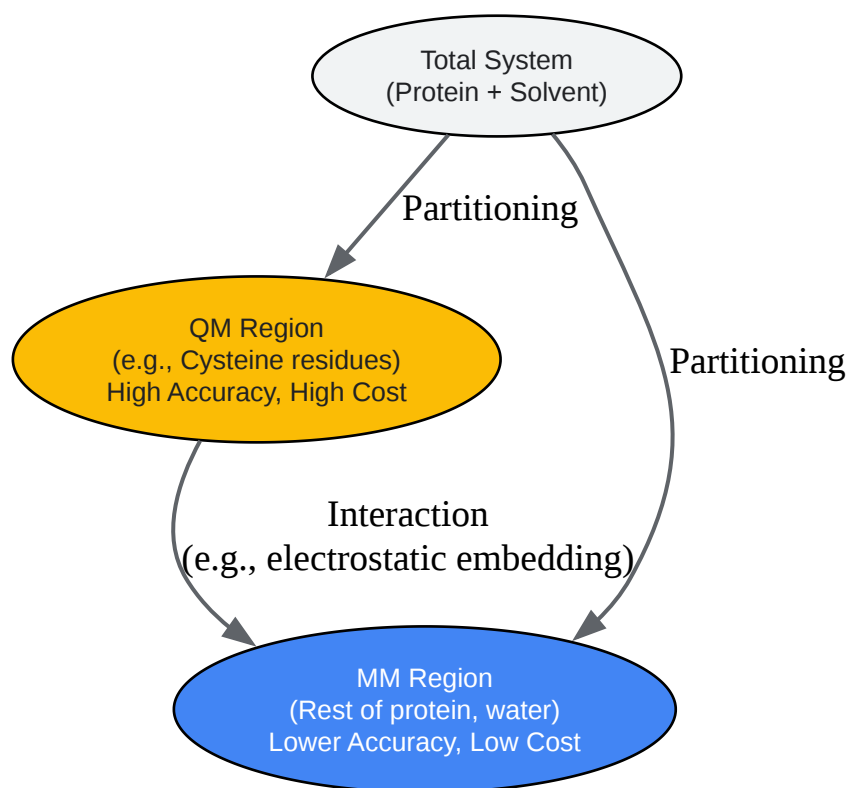 Total System
(Protein + Solvent)
Partitioning
QM Region
(e.g., Cysteine residues)
High Accuracy, High Cost
Partitioning
Interaction
(e.g., electrostatic embedding)
MM Region
(Rest of protein, water)
Lower Accuracy, Low Cost